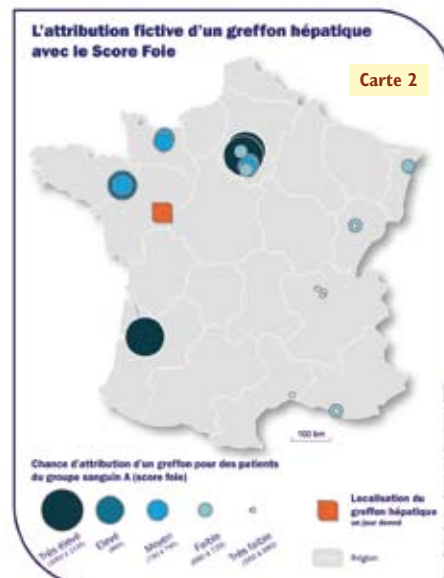 L'attribution fictive d'un greffon hépatique
avec le Score Foie
Carte 2
100 km
Chance d'attribution d'un greffon pour des patients
du groupe sanguin A (score foie)
Très élevé
Elevé
Moyen
Faible
Très faible
Localisation du
greffon hépatique
un jour donné
Région